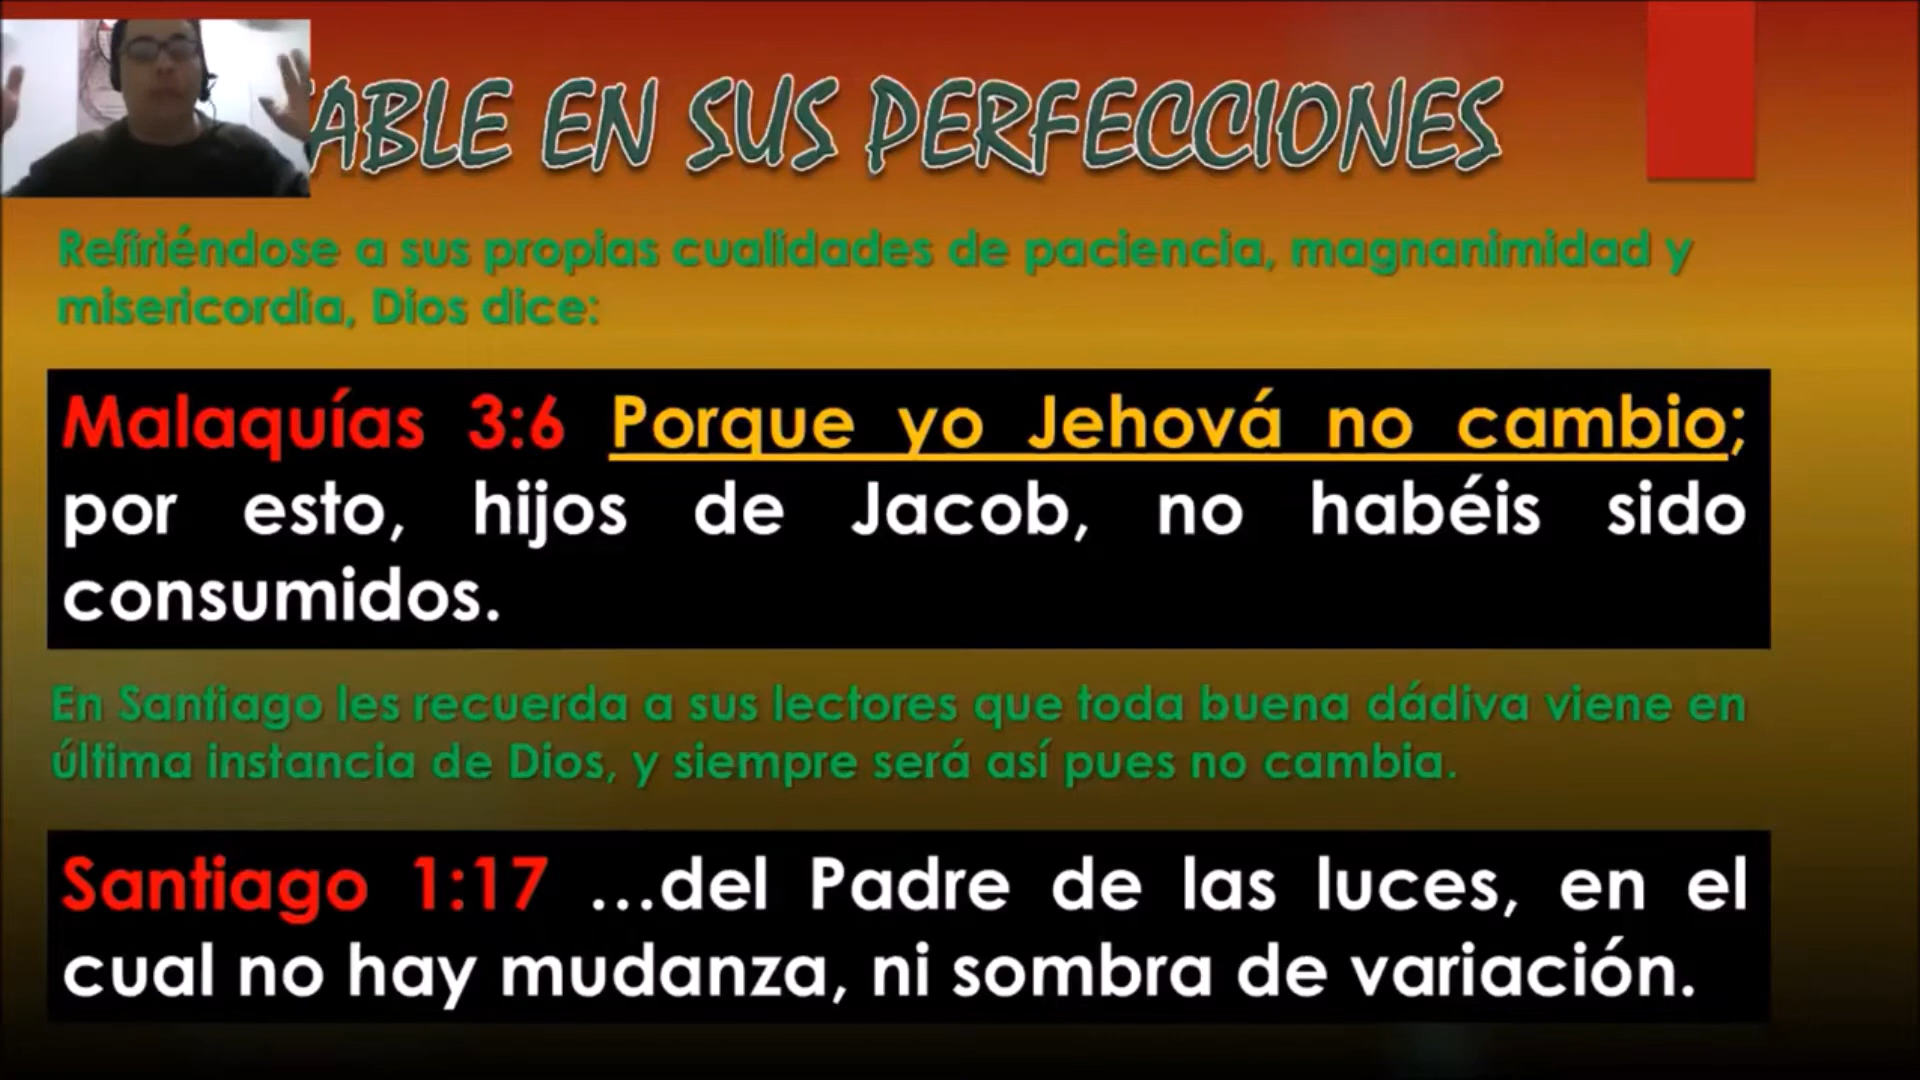 EN SUS PERFECCIONES
Refiriéndose a sus propias cualidades de paciencia, magnanimidad y
misericordia, Dios dice:
Malaquías 3:6 Porque yo Jehová no cambio;
por esto, hijos de Jacob, no habéis sido
consumidos.
En Santiago les recuerda a sus lectores que toda buena dádiva viene en
última instancia de Dios, y siempre será así pues no cambia.
Santiago 1:17 …del Padre de las luces, en el
cual no hay mudanza, ni sombra de variación.